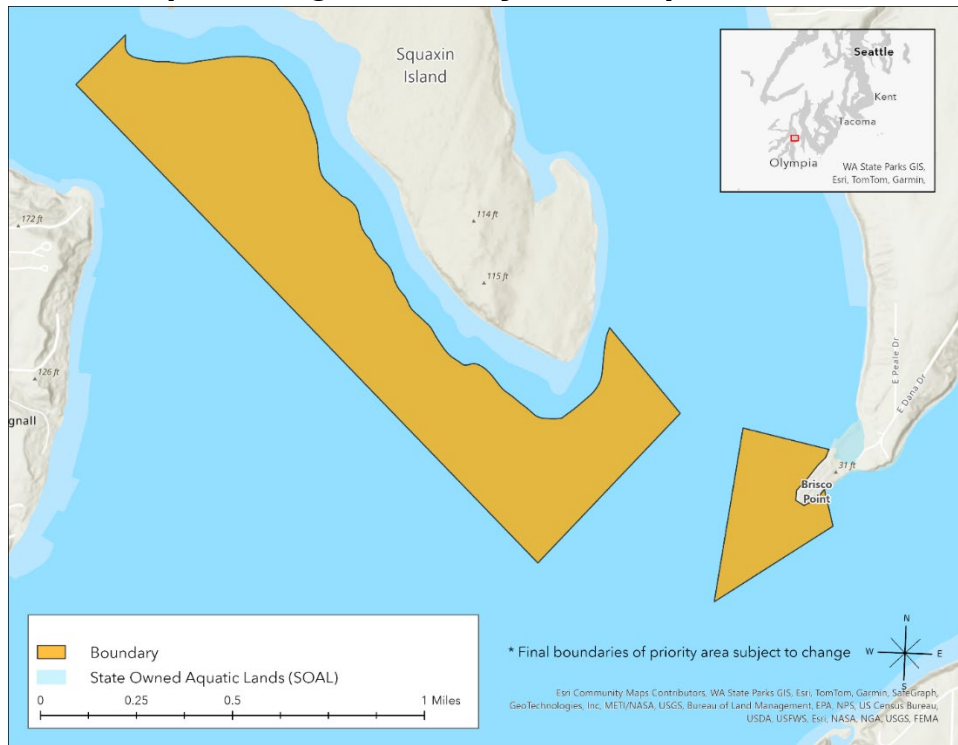 Squaxin
Island
Seattle
Kent
Tacoma
Olympia
WA State Parks GIS,
Esri, TomTom, Garmin,
172 ft
114 ft
115 ft
126 ft
gnall
E Peale Dr
E Dana Dr
31 ft
Brisco
Point
Boundary
State Owned Aquatic Lands (SOAL)
0 0.25 0.5 1 Miles
* Final boundaries of priority area subject to change
N
W E
S
Esri Community Maps Contributors, WA State Parks GIS, Esri, TomTom, Garmin, SafeGraph,
GeoTechnologies, Inc, METI/NASA, USGS, Bureau of Land Management, EPA, NPS, US Census Bureau,
USDA, USFWS, Esri, NASA, NGA, USGS, FEMA